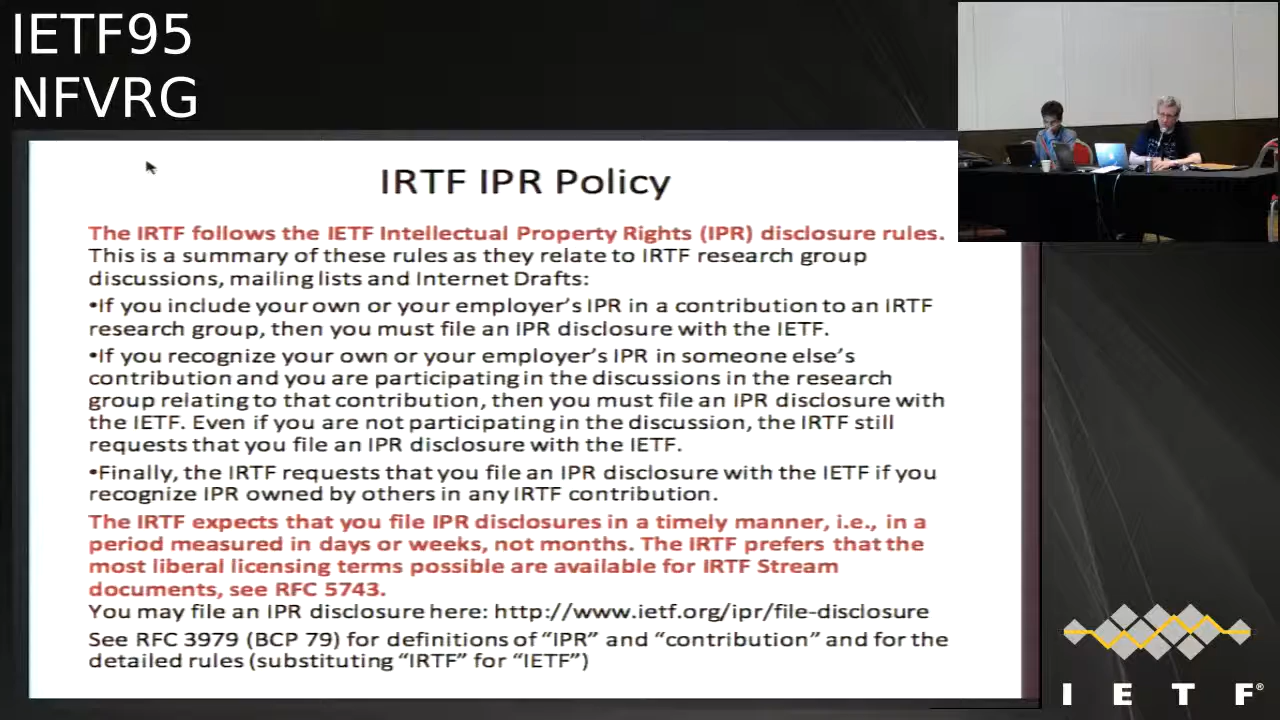 IETF95
NFVRG
IRTF IPR Policy
The IRTF follows the IETF Intellectual Property Rights (IPR) disclosure rules.
This is a summary of these rules as they relate to IRTF research group
discussions, mailing lists and Internet Drafts:
•If you include your own or your employer’s IPR in a contribution to an IRTF
research group, then you must file an IPR disclosure with the IETF.
•If you recognize your own or your employer’s IPR in someone else’s
contribution and you are participating in the discussions in the research
group relating to that contribution, then you must file an IPR disclosure with
the IETF. Even if you are not participating in the discussion, the IRTF still
requests that you file an IPR disclosure with the IETF.
•Finally, the IRTF requests that you file an IPR disclosure with the IETF if you
recognize IPR owned by others in any IRTF contribution.
The IRTF expects that you file IPR disclosures in a timely manner, i.e., in a
period measured in days or weeks, not months. The IRTF prefers that the
most liberal licensing terms possible are available for IRTF Stream
documents, see RFC 5743.
You may file an IPR disclosure here: http://www.ietf.org/ipr/file-disclosure
See RFC 3979 (BCP 79) for definitions of “IPR” and “contribution” and for the
detailed rules (substituting “IRTF” for “IETF”)
I E T F®